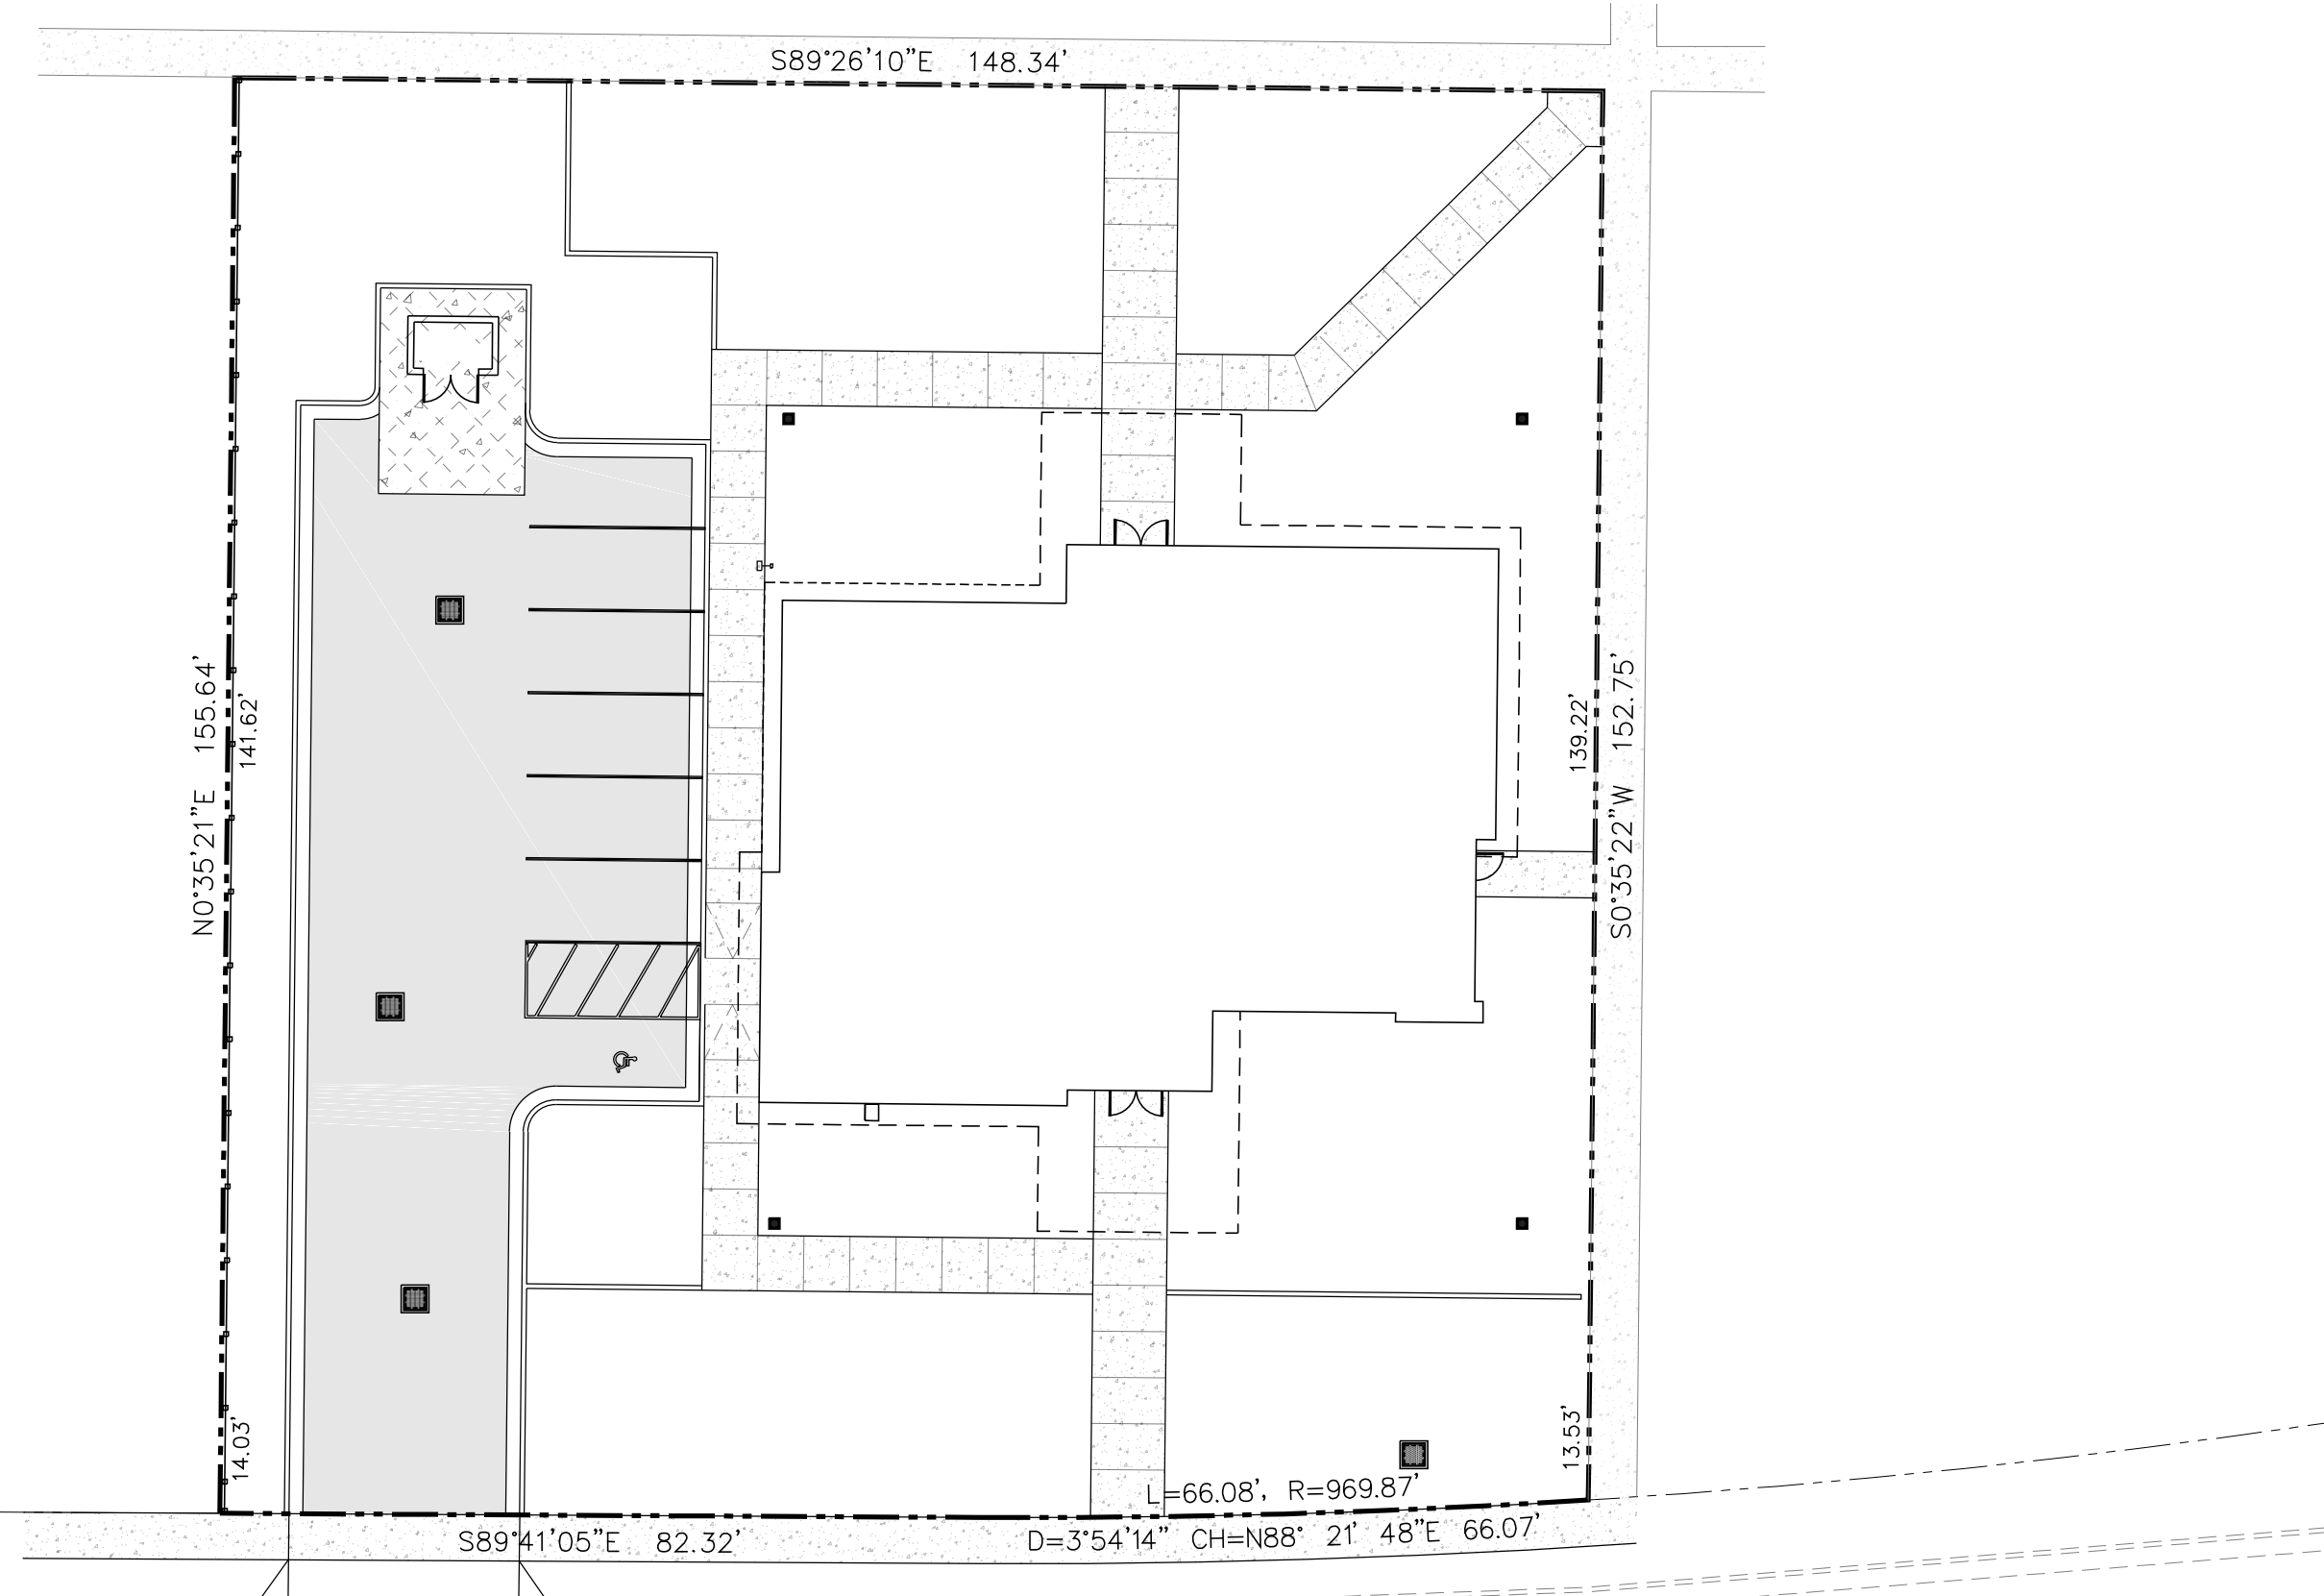 S89°26'10"E 148.34'
N0°35'21"E 155.64'
141.62'
139.22'
S0°35'22"W 152.75'
14.03'
13.53'
L=66.08', R=969.87'
S89°41'05"E 82.32'
D=3°54'14" CH=N88° 21' 48"E 66.07'